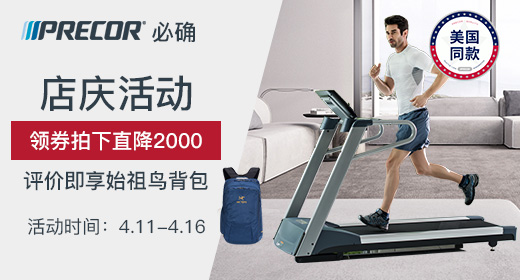 PRECOR® 必确
美国
同款
店庆活动
领券拍下直降2000
评价即享始祖鸟背包
活动时间：4.11-4.16